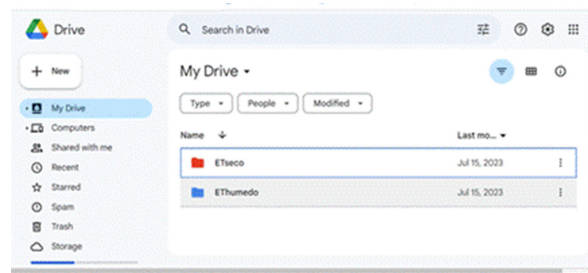 Drive
Search in Drive
New
My Drive
Type
People
Modified
My Drive
Computers
Shared with me
Recent
Starred
Spam
Trash
Storage
Name
Last mo...
ETseco
Jul 15, 2023
EThumedo
Jul 15, 2023